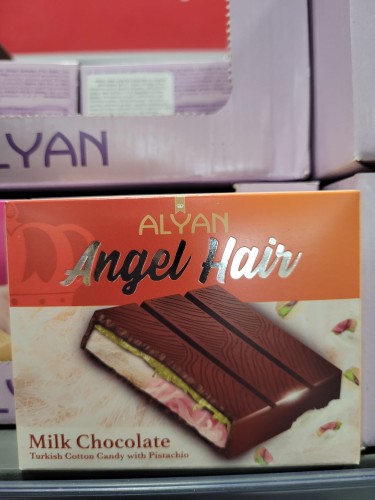 LYAN
ALYAN
Angel Hair
Milk Chocolate
Turkish Cotton Candy with Pistachio